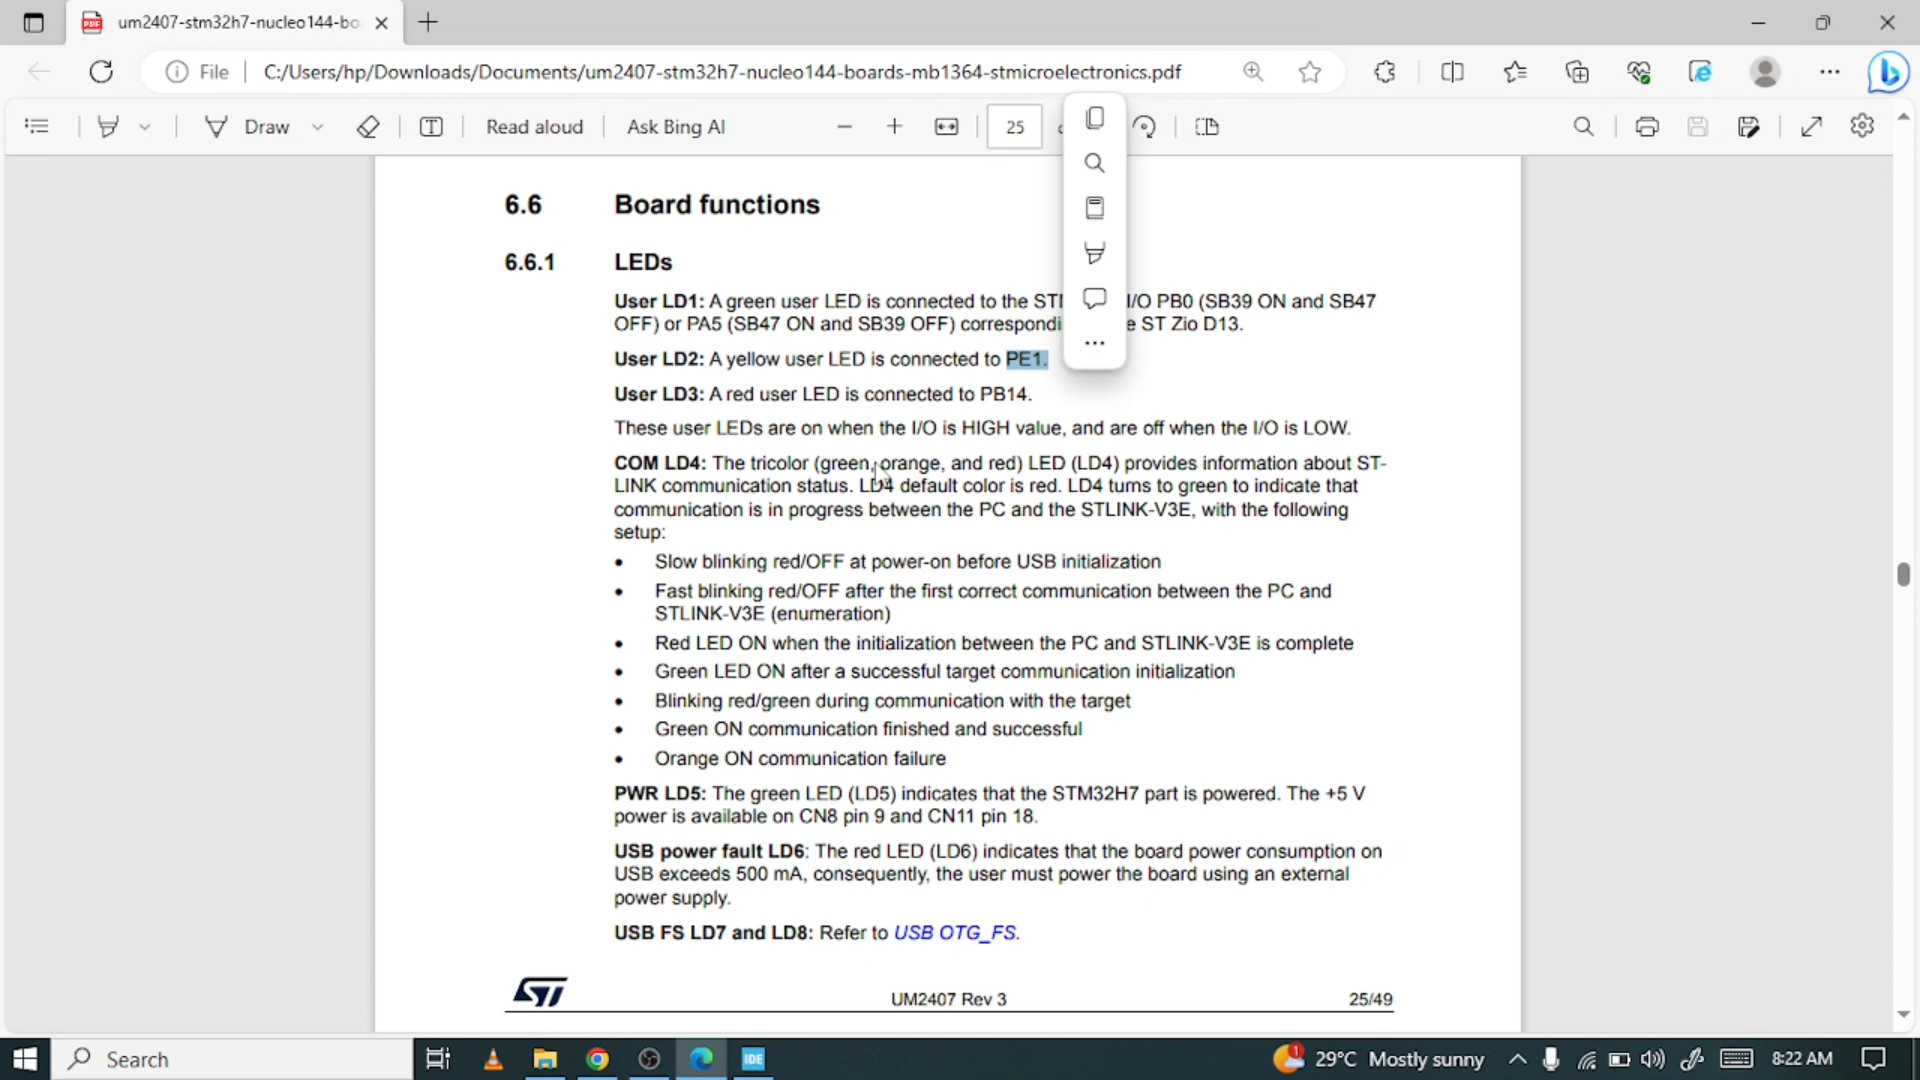 um2407-stm32h7-nucleo144-bo
File
C:/Users/hp/Downloads/Documents/um2407-stm32h7-nucleo144-boards-mb1364-stmicroelectronics.pdf
Draw
Read aloud
Ask Bing AI
25
6.6 Board functions
6.6.1 LEDs
User LD1: A green user LED is connected to the I/O PB0 (SB39 ON and SB47
OFF) or PA5 (SB47 ON and SB39 OFF) ST Zio D13.
User LD2: A yellow user LED is connected to PE1.
User LD3: A red user LED is connected to PB14.
These user LEDs are on when the I/O is HIGH value, and are off when the I/O is LOW.
COM LD4: The tricolor (green, orange, and red) LED (LD4) provides information about ST-
LINK communication status. LD4 default color is red. LD4 turns to green to indicate that
communication is in progress between the PC and the STLINK-V3E, with the following
setup:
• Slow blinking red/OFF at power-on before USB initialization
• Fast blinking red/OFF after the first correct communication between the PC and
STLINK-V3E (enumeration)
• Red LED ON when the initialization between the PC and STLINK-V3E is complete
• Green LED ON after a successful target communication initialization
• Blinking red/green during communication with the target
• Green ON communication finished and successful
• Orange ON communication failure
PWR LD5: The green LED (LD5) indicates that the STM32H7 part is powered. The +5 V
power is available on CN8 pin 9 and CN11 pin 18.
USB power fault LD6: The red LED (LD6) indicates that the board power consumption on
USB exceeds 500 mA, consequently, the user must power the board using an external
power supply.
USB FS LD7 and LD8: Refer to USB OTG_FS.
ST
UM2407 Rev 3
25/49
Search
IDE
1
29°C Mostly sunny
8:22 AM